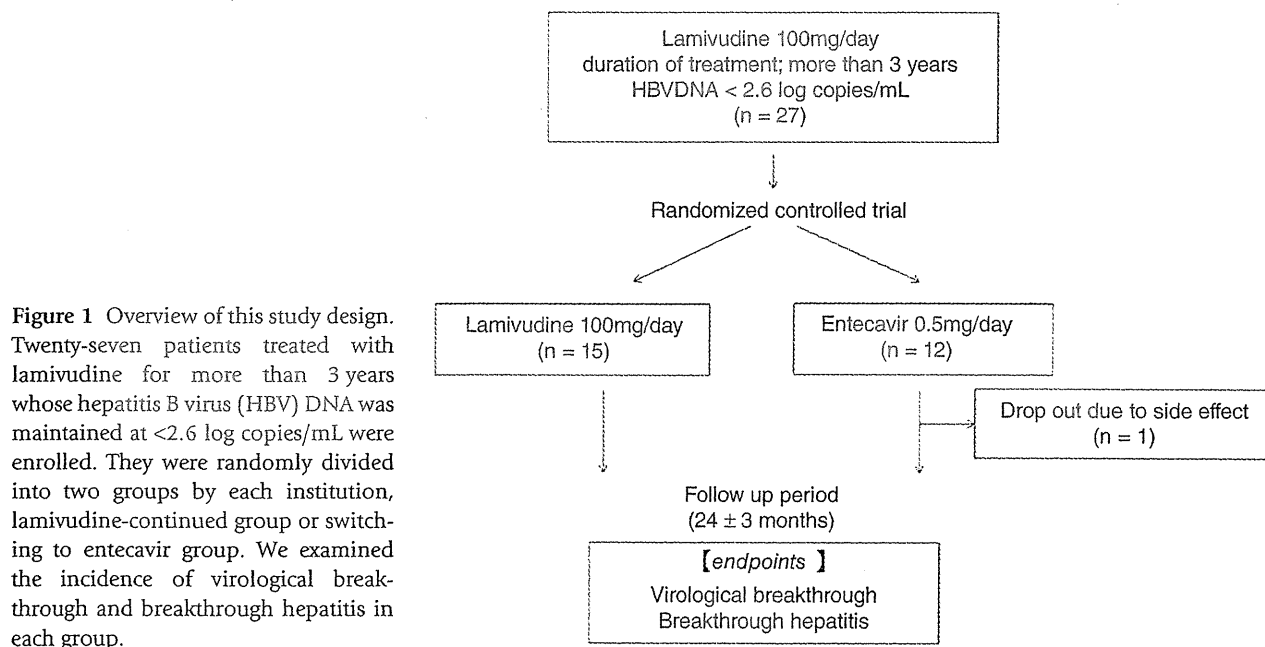 Lamivudine 100mg/day
duration of treatment; more than 3 years
HBVDNA < 2.6 log copies/mL
(n = 27)
Randomized controlled trial
Lamivudine 100mg/day
(n = 15)
Entecavir 0.5mg/day
(n = 12)
Drop out due to side effect
(n = 1)
Follow up period
(24 ± 3 months)
【endpoints 】
Virological breakthrough
Breakthrough hepatitis
Figure 1 Overview of this study design.
Twenty-seven patients treated with
lamivudine for more than 3 years
whose hepatitis B virus (HBV) DNA was
maintained at <2.6 log copies/mL were
enrolled. They were randomly divided
into two groups by each institution,
lamivudine-continued group or switch-
ing to entecavir group. We examined
the incidence of virological break-
through and breakthrough hepatitis in
each group.